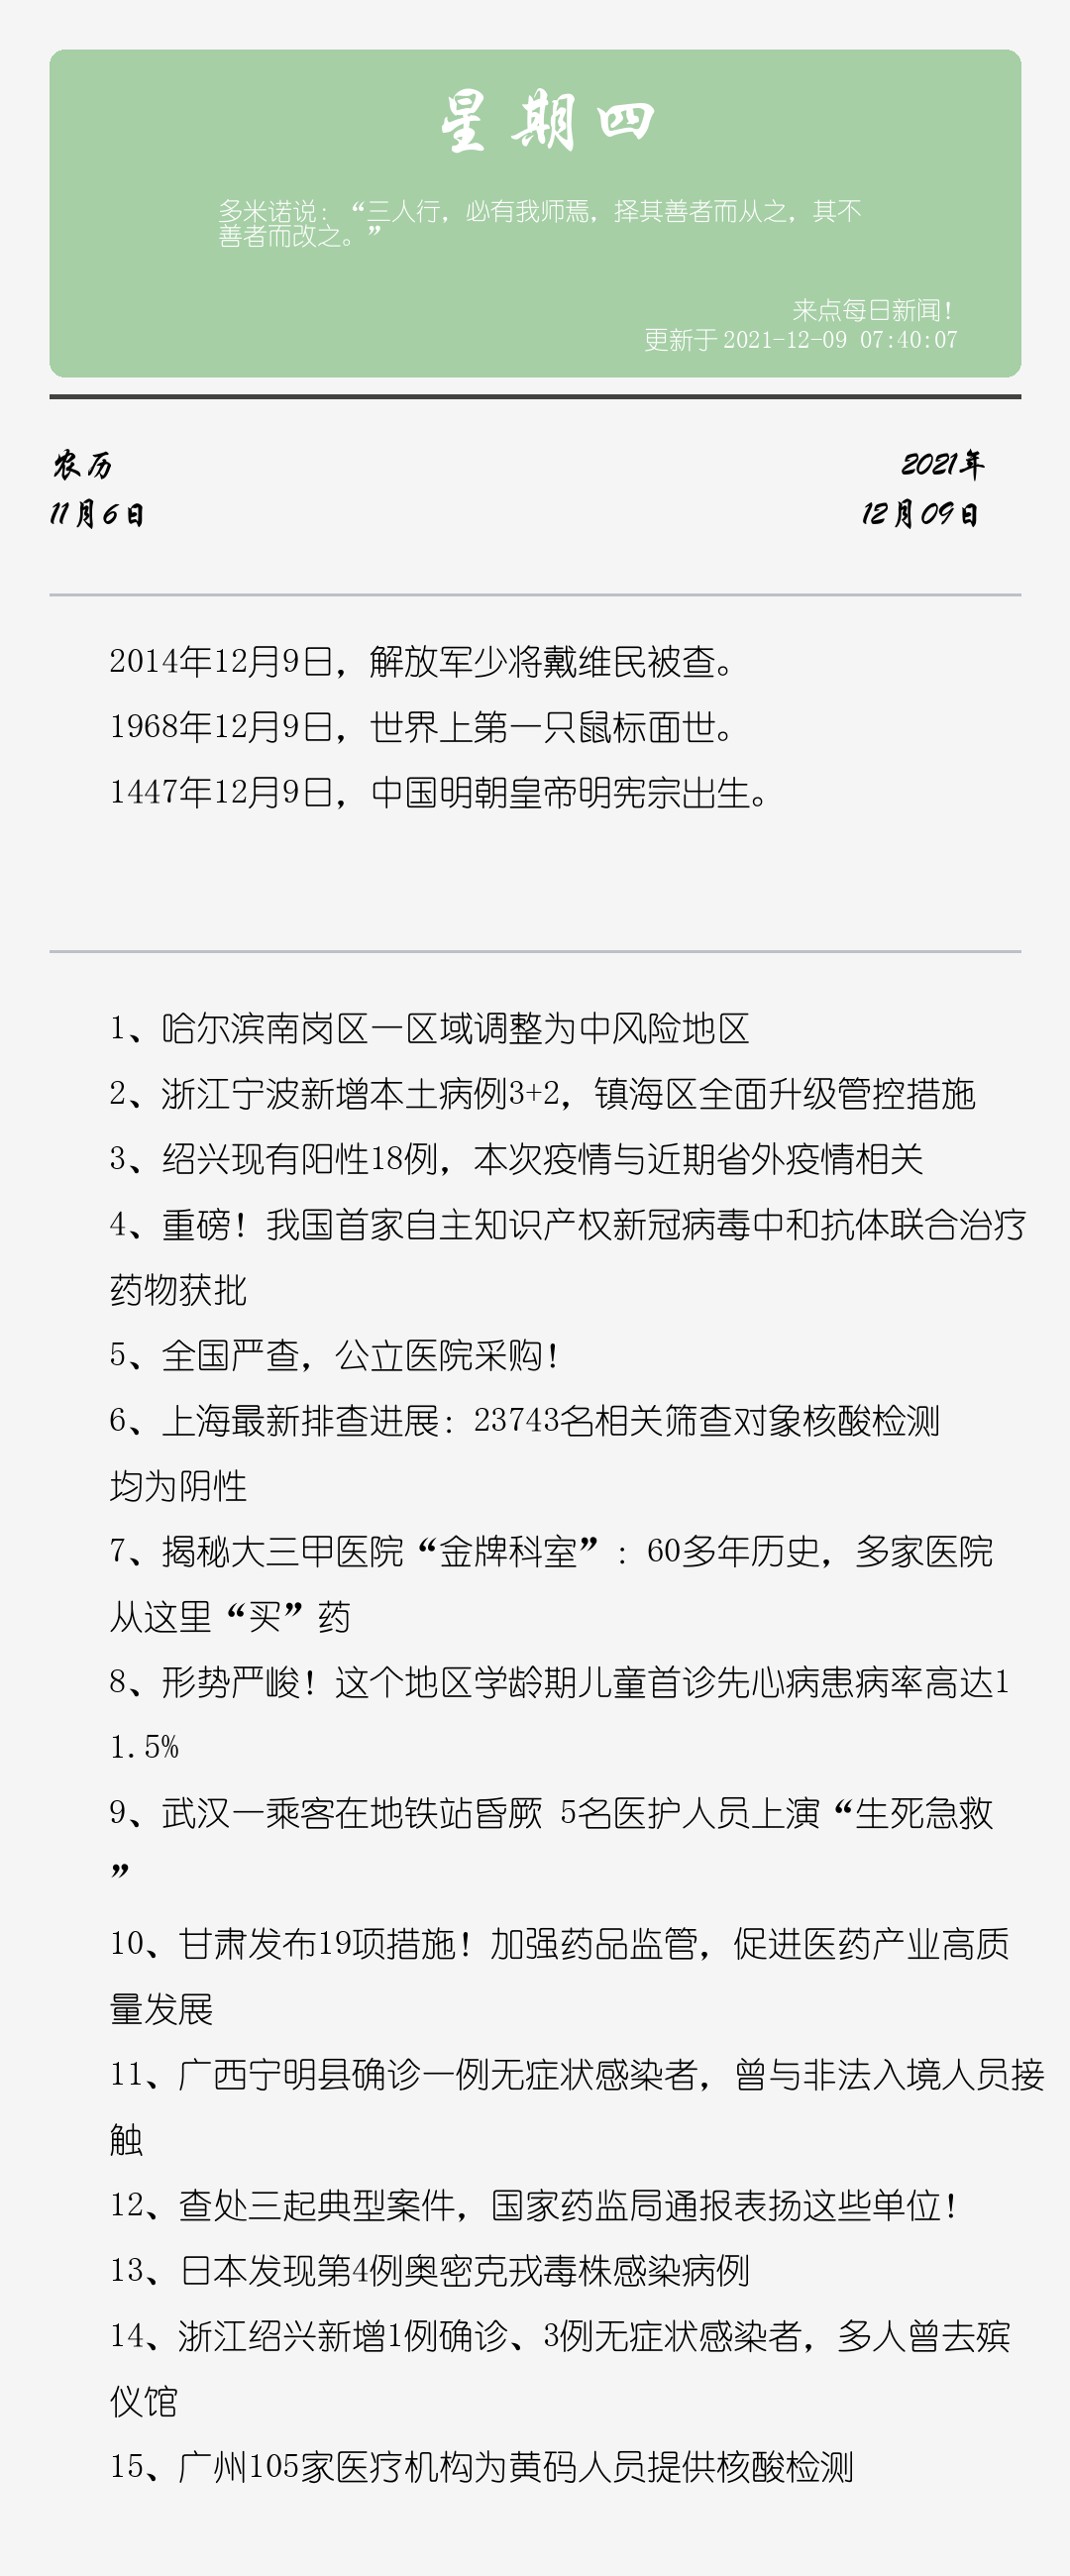 星期四
多米诺说：“三人行，必有我师焉，择其善者而从之，其不
善者而改之。”
来点每日新闻！
更新于 2021-12-09 07:40:07
农历
11月6日
2021年
12月09日
2014年12月9日，解放军少将戴维民被查。
1968年12月9日，世界上第一只鼠标面世。
1447年12月9日，中国明朝皇帝明宪宗出生。
1、哈尔滨南岗区一区域调整为中风险地区
2、浙江宁波新增本土病例3+2，镇海区全面升级管控措施
3、绍兴现有阳性18例，本次疫情与近期省外疫情相关
4、重磅！我国首家自主知识产权新冠病毒中和抗体联合治疗
药物获批
5、全国严查，公立医院采购！
6、上海最新排查进展：23743名相关筛查对象核酸检测
均为阴性
7、揭秘大三甲医院“金牌科室”：60多年历史，多家医院
从这里“买”药
8、形势严峻！这个地区学龄期儿童首诊先心病患病率高达1
1.5%
9、武汉一乘客在地铁站昏厥 5名医护人员上演“生死急救
”
10、甘肃发布19项措施！加强药品监管，促进医药产业高质
量发展
11、广西宁明县确诊一例无症状感染者，曾与非法入境人员接
触
12、查处三起典型案件，国家药监局通报表扬这些单位！
13、日本发现第4例奥密克戎毒株感染病例
14、浙江绍兴新增1例确诊、3例无症状感染者，多人曾去殡
仪馆
15、广州105家医疗机构为黄码人员提供核酸检测